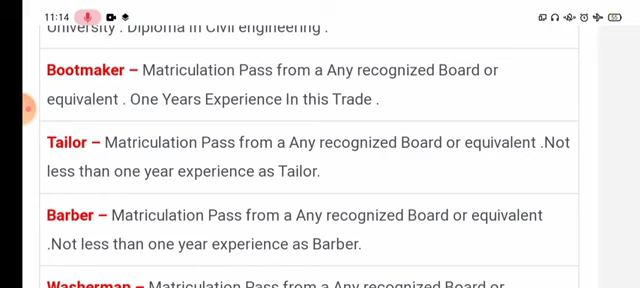 11:14
55
University . Diploma in Civil engineering .
Bootmaker – Matriculation Pass from a Any recognized Board or
equivalent . One Years Experience In this Trade .
Tailor – Matriculation Pass from a Any recognized Board or equivalent .Not
less than one year experience as Tailor.
Barber – Matriculation Pass from a Any recognized Board or equivalent
.Not less than one year experience as Barber.
Washerman – Matriculation Pass from a Any recognized Board or